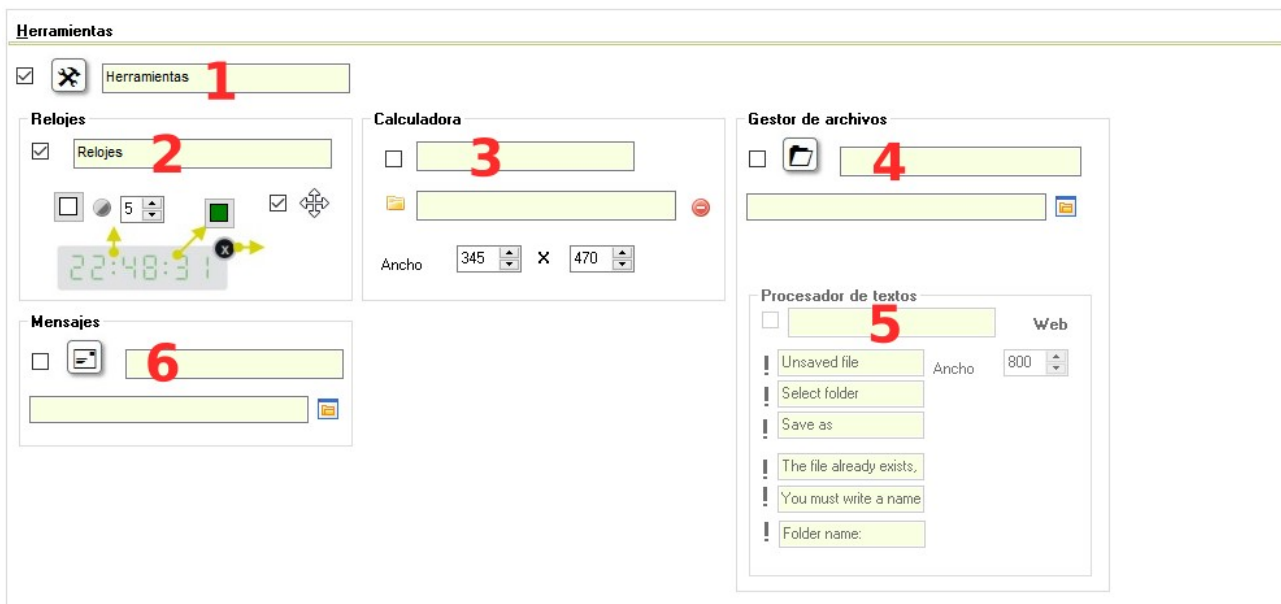 Herramientas
Herramientas 1
Relojes
Relojes 2
5
22:48:31
x
Calculadora
3
Ancho 345 X 470
Gestor de archivos
4
Procesador de textos
5
Web
Unsaved file
Ancho 800
Select folder
Save as
The file already exists,
You must write a name
Folder name:
Mensajes
6